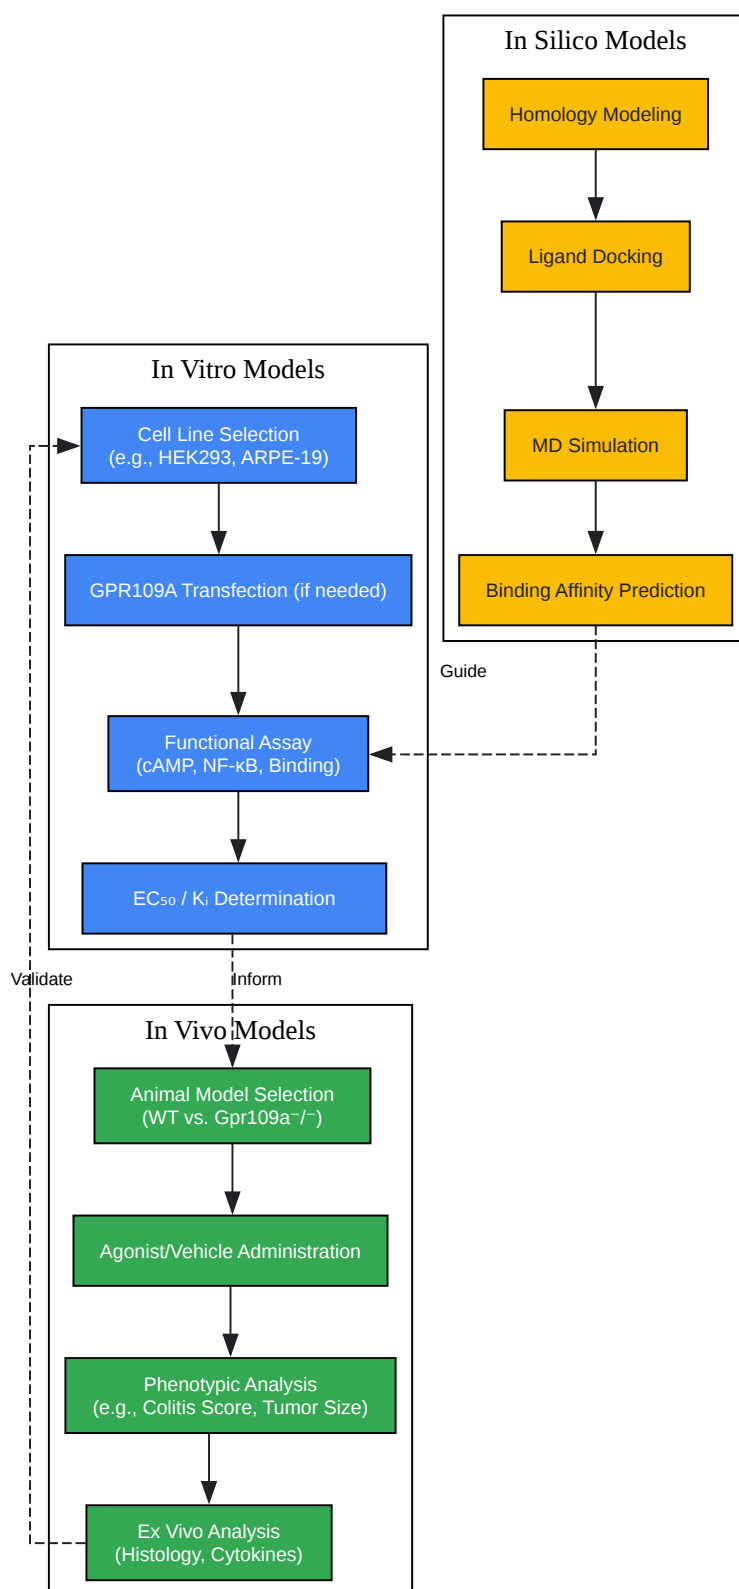 In Silico Models
Homology Modeling
Ligand Docking
MD Simulation
Binding Affinity Prediction
In Vitro Models
Cell Line Selection
(e.g., HEK293, ARPE-19)
GPR109A Transfection (if needed)
Guide
Functional Assay
(cAMP, NF-κB, Binding)
EC₅₀ / Kᵢ Determination
Validate
Inform
In Vivo Models
Animal Model Selection
(WT vs. Gpr109a⁻/⁻)
Agonist/Vehicle Administration
Phenotypic Analysis
(e.g., Colitis Score, Tumor Size)
Ex Vivo Analysis
(Histology, Cytokines)